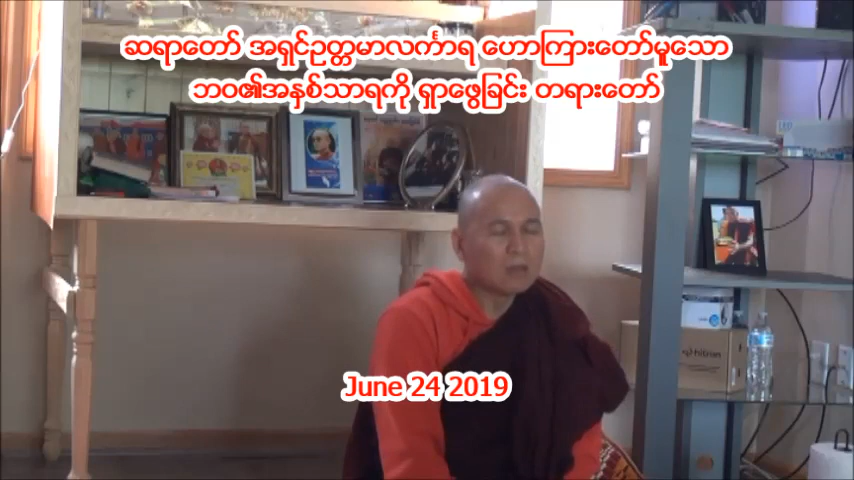 ဆရာတော် အရှင်ဥတ္တမာလင်္ကာရ ဟောကြားတော်မူသော
ဘဝ၏အနှစ်သာရကို ရှာဖွေခြင်း တရားတော်
June 24 2019